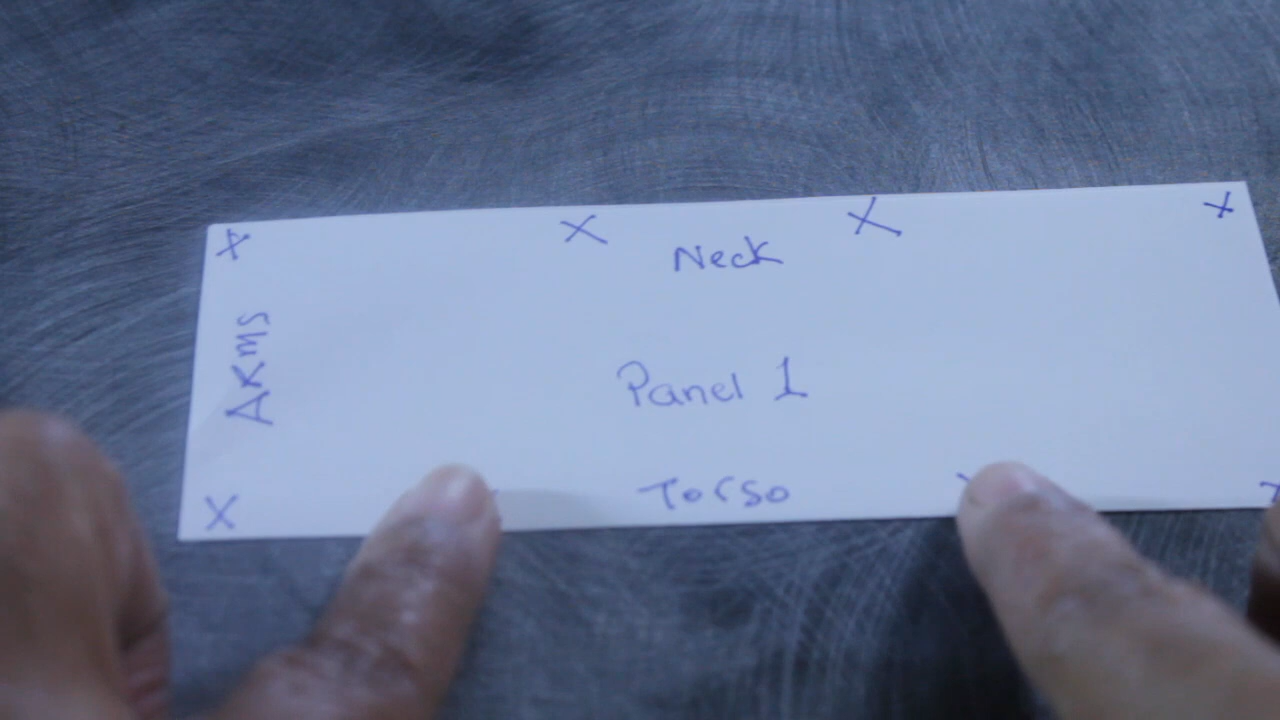 X X X X
Neck
ARMS
Panel 1
Torso
X